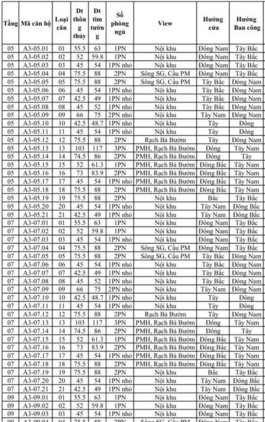 Tầng Mã căn hộ Loại căn Dt thông thủy Dt tim tường Số phòng ngủ View Hướng cửa Hướng Ban công
05 A3-05.01 01 55.5 63 1PN Nội khu Đông Nam Tây Bắc
05 A3-05.02 02 52 59.8 1PN Nội khu Đông Nam Tây Bắc
05 A3-05.03 03 45 54 1PN nhỏ Nội khu Đông Nam Tây Bắc
05 A3-05.04 04 75.5 88 2PN Sông SG, Cầu PM Đông Nam Tây Bắc
05 A3-05.05 05 75.5 88 2PN Sông SG, Cầu PM Tây Bắc Đông Nam
05 A3-05.06 06 45 54 1PN nhỏ Nội khu Tây Bắc Đông Nam
05 A3-05.07 07 42.5 49 1PN nhỏ Nội khu Tây Bắc Đông Nam
05 A3-05.08 08 45 52 1PN nhỏ Nội khu Tây Bắc Đông Nam
05 A3-05.09 09 66 75 2PN nhỏ Nội khu Tây Nam Đông Nam
05 A3-05.10 10 42.5 48.7 1PN nhỏ Nội khu Tây Đông
05 A3-05.11 11 45 54 1PN nhỏ Nội khu Tây Đông
05 A3-05.12 12 75.5 88 2PN Rạch Bà Bướm Tây Đông Nam
05 A3-05.13 13 103 117 3PN PMH, Rạch Bà Bướm Đông Tây Nam
05 A3-05.14 14 74.5 86 2PN PMH, Rạch Bà Bướm Đông Tây
05 A3-05.15 15 52 61.3 1PN PMH, Rạch Bà Bướm Đông Bắc Tây Nam
05 A3-05.16 16 73 83.9 2PN PMH, Rạch Bà Bướm Đông Bắc Tây Nam
05 A3-05.17 17 45 54 1PN nhỏ PMH, Rạch Bà Bướm Đông Bắc Tây Nam
05 A3-05.18 18 75.5 88 2PN PMH, Rạch Bà Bướm Đông Bắc Tây Nam
05 A3-05.19 19 75.5 88 2PN Nội khu Bắc Tây Bắc
05 A3-05.20 20 45 54 1PN nhỏ Nội khu Tây Nam Đông Bắc
05 A3-05.21 21 42.5 49 1PN nhỏ Nội khu Tây Nam Đông Bắc
07 A3-07.01 01 55.5 63 1PN Nội khu Đông Nam Tây Bắc
07 A3-07.02 02 52 59.8 1PN Nội khu Đông Nam Tây Bắc
07 A3-07.03 03 45 54 1PN nhỏ Nội khu Đông Nam Tây Bắc
07 A3-07.04 04 75.5 88 2PN Sông SG, Cầu PM Đông Nam Tây Bắc
07 A3-07.05 05 75.5 88 2PN Sông SG, Cầu PM Tây Bắc Đông Nam
07 A3-07.06 06 45 54 1PN nhỏ Nội khu Tây Bắc Đông Nam
07 A3-07.07 07 42.5 49 1PN nhỏ Nội khu Tây Bắc Đông Nam
07 A3-07.08 08 45 52 1PN nhỏ Nội khu Tây Bắc Đông Nam
07 A3-07.09 09 66 75 2PN nhỏ Nội khu Tây Nam Đông Nam
07 A3-07.10 10 42.5 48.7 1PN nhỏ Nội khu Tây Đông
07 A3-07.11 11 45 54 1PN nhỏ Nội khu Tây Đông
07 A3-07.12 12 75.5 88 2PN Rạch Bà Bướm Tây Đông Nam
07 A3-07.13 13 103 117 3PN PMH, Rạch Bà Bướm Đông Tây Nam
07 A3-07.14 14 74.5 86 2PN PMH, Rạch Bà Bướm Đông Tây
07 A3-07.15 15 52 61.3 1PN PMH, Rạch Bà Bướm Đông Bắc Tây Nam
07 A3-07.16 16 73 83.9 2PN PMH, Rạch Bà Bướm Đông Bắc Tây Nam
07 A3-07.17 17 45 54 1PN nhỏ PMH, Rạch Bà Bướm Đông Bắc Tây Nam
07 A3-07.18 18 75.5 88 2PN PMH, Rạch Bà Bướm Đông Bắc Tây Nam
07 A3-07.19 19 75.5 88 2PN Nội khu Bắc Tây Bắc
07 A3-07.20 20 45 54 1PN nhỏ Nội khu Tây Nam Đông Bắc
07 A3-07.21 21 42.5 49 1PN nhỏ Nội khu Tây Nam Đông Bắc
09 A3-09.01 01 55.5 63 1PN Nội khu Đông Nam Tây Bắc
09 A3-09.02 02 52 59.8 1PN Nội khu Đông Nam Tây Bắc
09 A3-09.03 03 45 54 1PN nhỏ Nội khu Đông Nam Tây Bắc